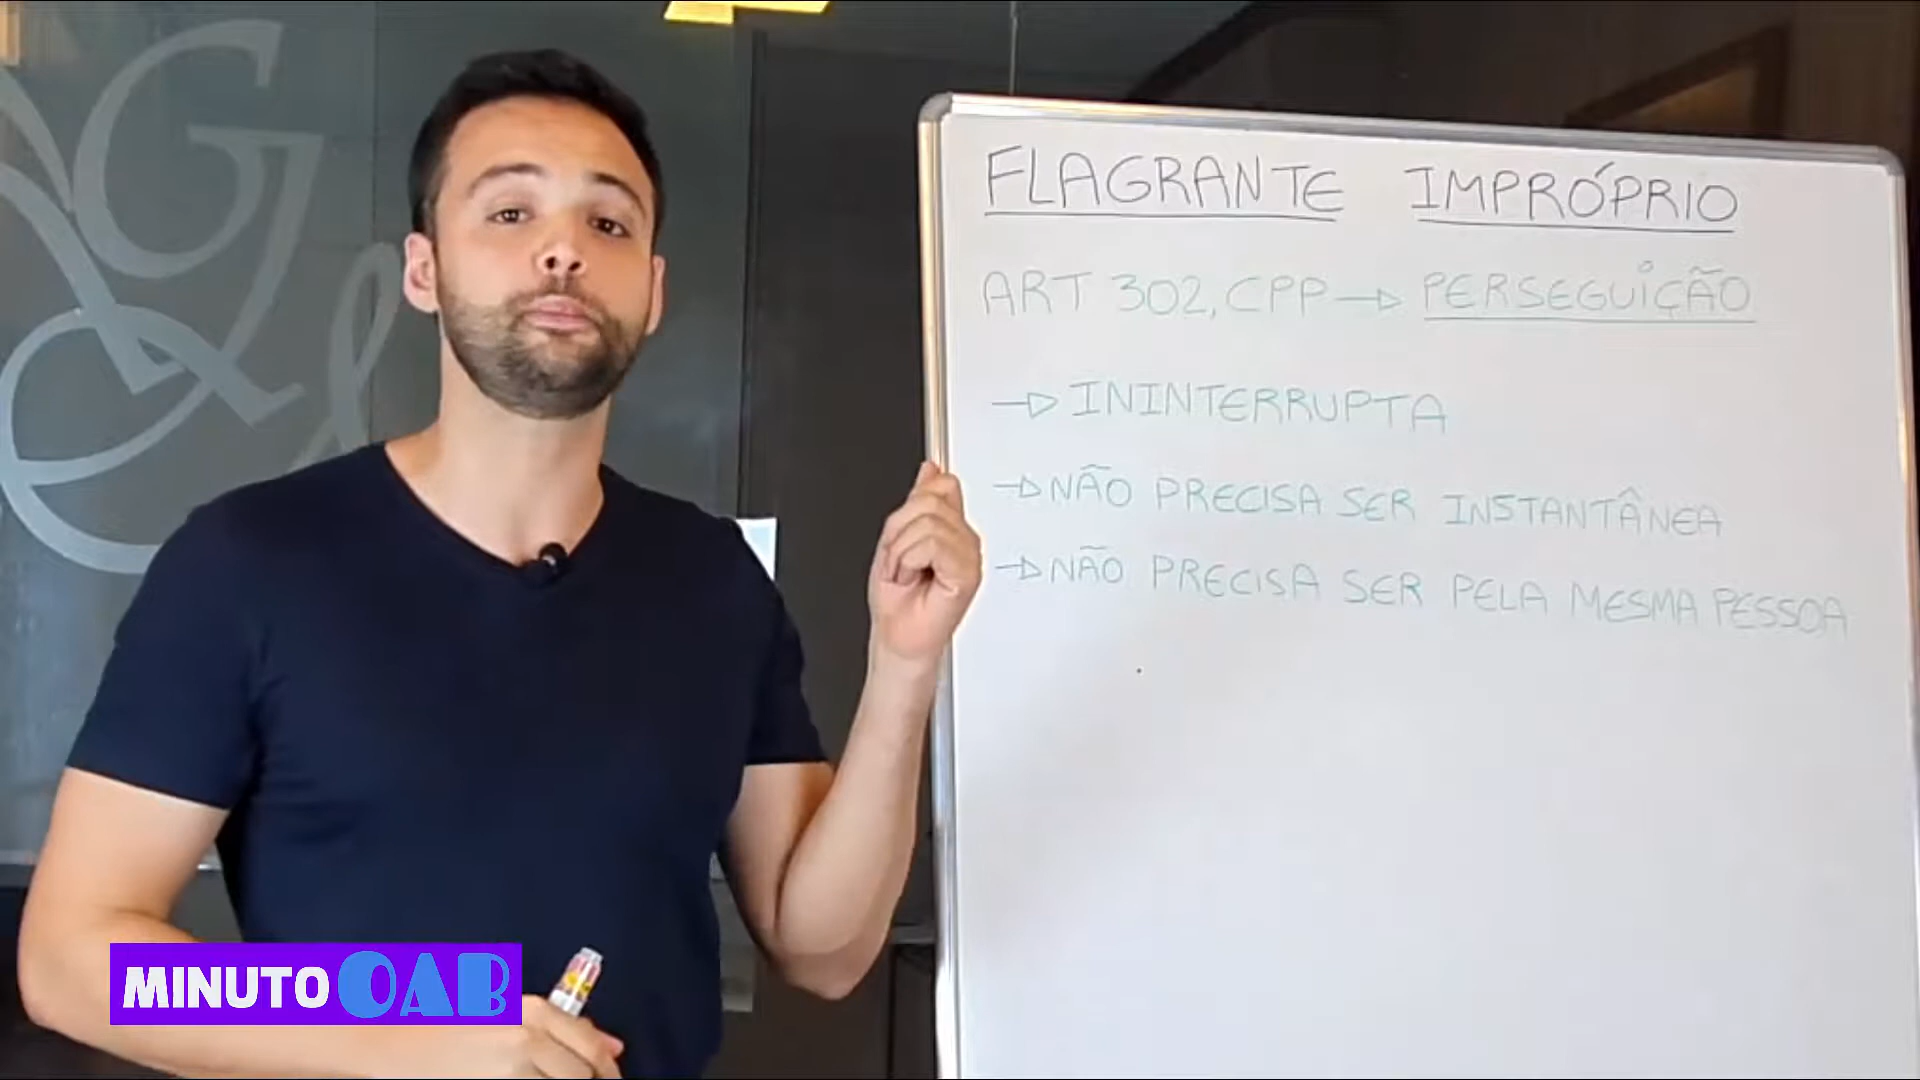 FLAGRANTE IMPRÓPRIO
ART 302, CPP → PERSEGUIÇÃO
→ ININTERRUPTA
→ NÃO PRECISA SER INSTANTÂNEA
→ NÃO PRECISA SER PELA MESMA PESSOA
MINUTO OAB